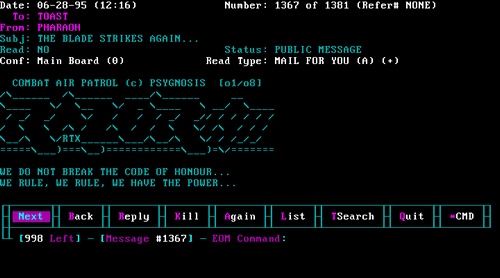 Date: 06-28-95 (12:16) Number: 1367 of 1381 (Refer# NONE)
To: TOAST
From: PHARAOH
Subj: THE BLADE STRIKES AGAIN...
Read: NO Status: PUBLIC MESSAGE
Conf: Main Board (0) Read Type: MAIL FOR YOU (A) (+)
COMBAT AIR PATROL (c) PSYGNOSIS [o1/o8]
RTX
WE DO NOT BREAK THE CODE OF HONOUR...
WE RULE, WE RULE, WE HAVE THE POWER...
Next Back Reply Kill Again List TSearch Quit *CMD
[998 Left] - [Message #1367] - EOM Command: